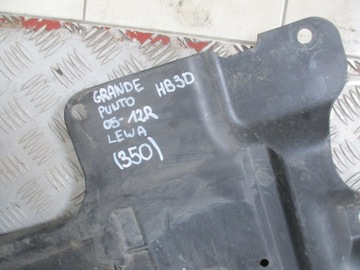 GRANDE HB3D
PUNTO
05-12R
LEWA
(350)